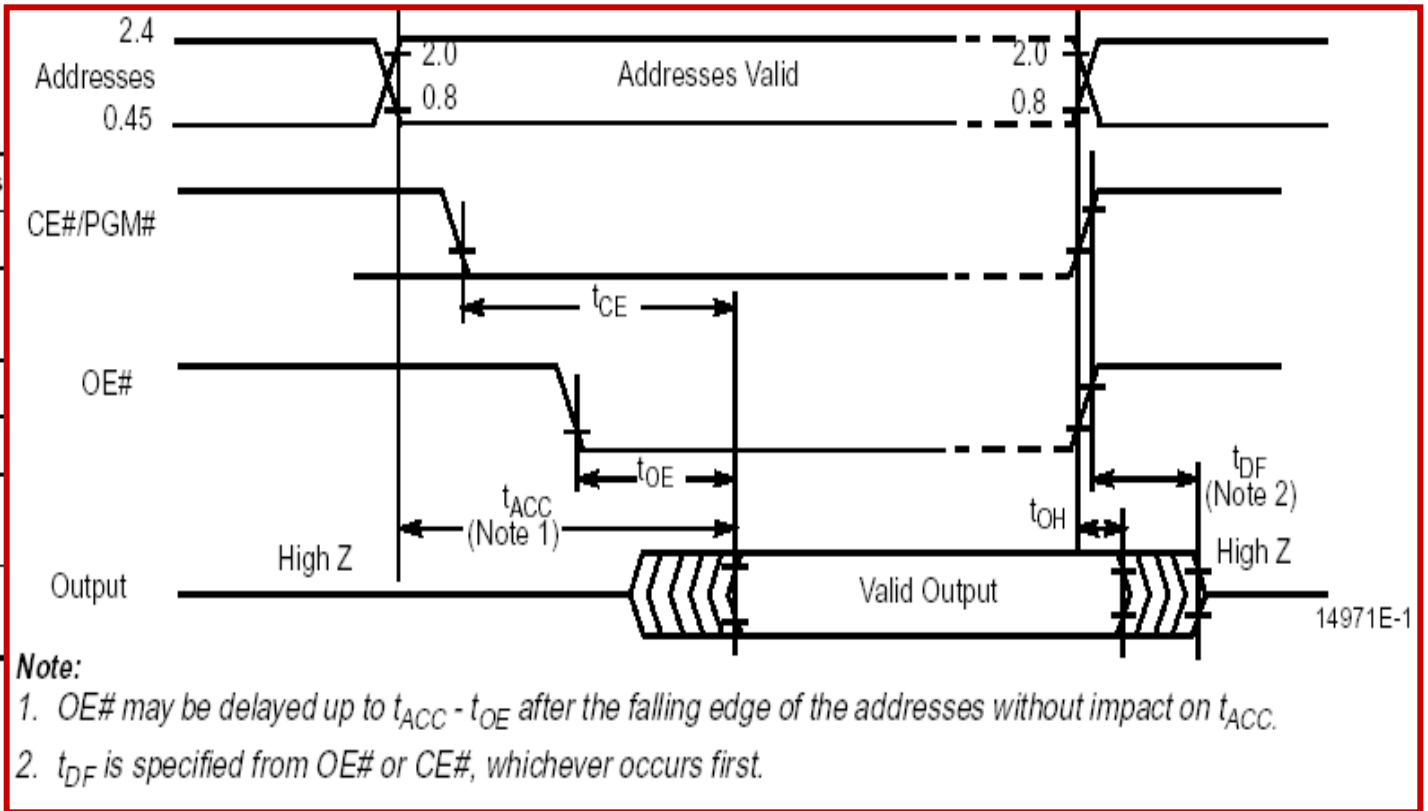 2.4
Addresses
0.45
2.0
0.8
Addresses Valid
2.0
0.8
CE#/PGM#
tCE
OE#
tOE
tACC
(Note 1)
tDF
(Note 2)
tOH
High Z
High Z
Output
Valid Output
14971E-1
Note:
1. OE# may be delayed up to tACC - tOE after the falling edge of the addresses without impact on tACC.
2. tDF is specified from OE# or CE#, whichever occurs first.